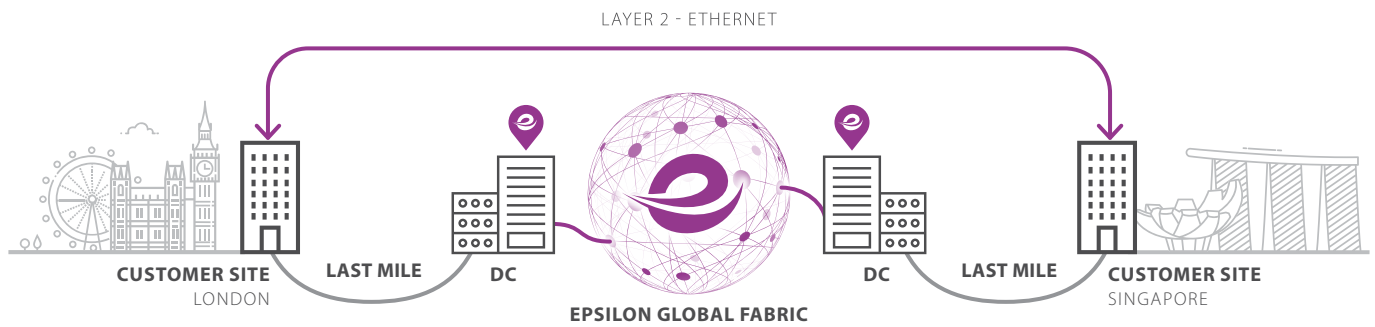 LAYER 2 - ETHERNET
CUSTOMER SITE
LONDON
LAST MILE
DC
EPSILON GLOBAL FABRIC
DC
LAST MILE
CUSTOMER SITE
SINGAPORE